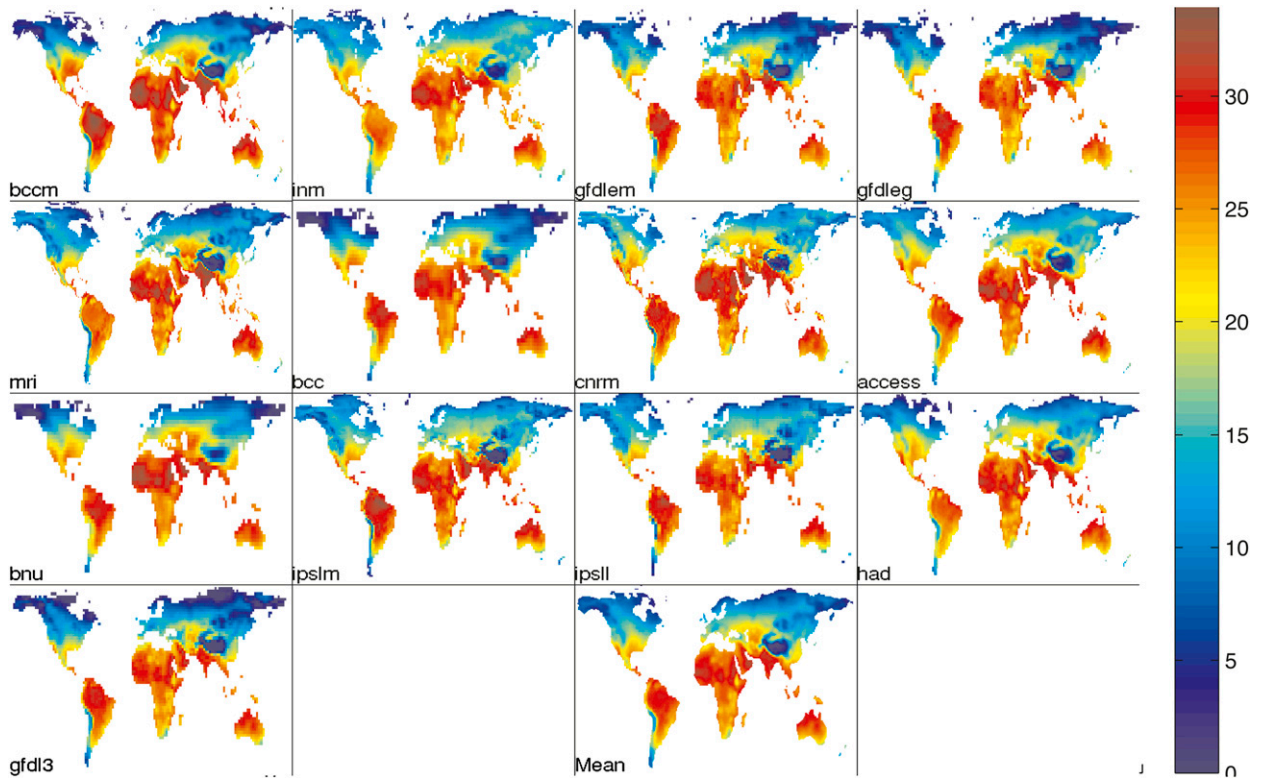 bccm
inm
gfdlem
gfdleg
mri
bcc
cnrm
access
bnu
ipslm
ipsll
had
gfdl3
Mean
30
25
20
15
10
5
0